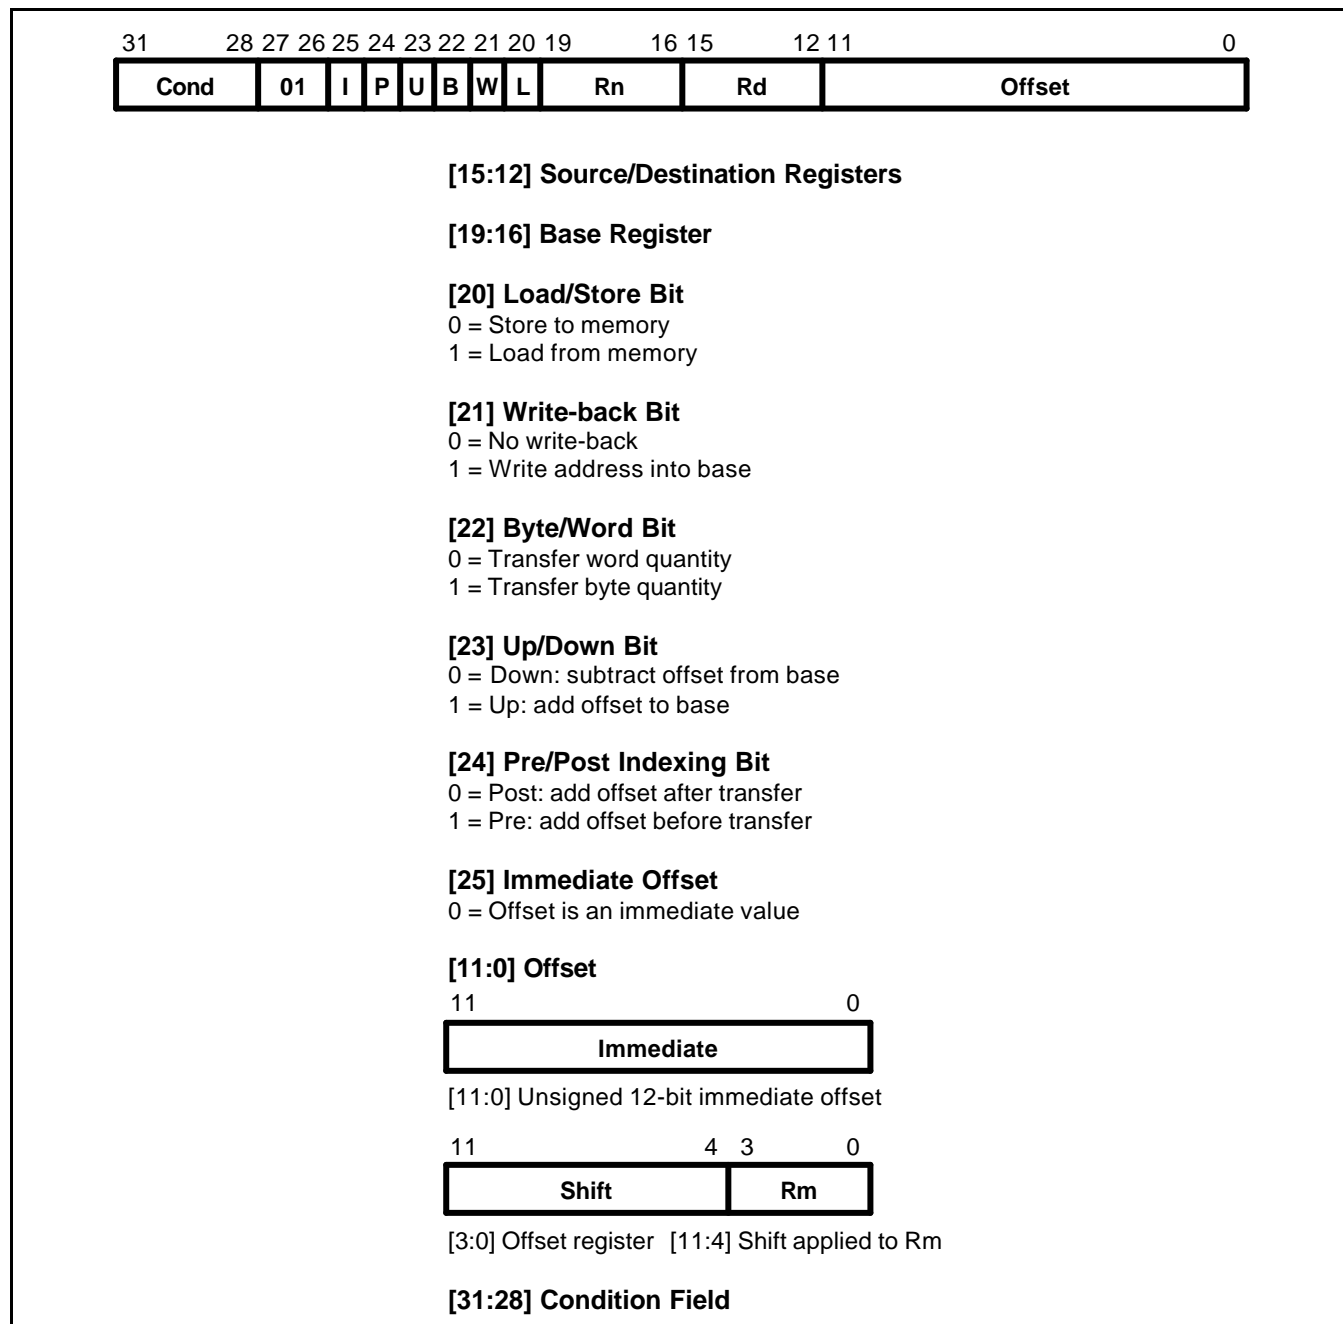 31 28 27 26 25 24 23 22 21 20 19 16 15 12 11 0
Cond 01 I P U B W L Rn Rd Offset
[15:12] Source/Destination Registers
[19:16] Base Register
[20] Load/Store Bit
0 = Store to memory
1 = Load from memory
[21] Write-back Bit
0 = No write-back
1 = Write address into base
[22] Byte/Word Bit
0 = Transfer word quantity
1 = Transfer byte quantity
[23] Up/Down Bit
0 = Down: subtract offset from base
1 = Up: add offset to base
[24] Pre/Post Indexing Bit
0 = Post: add offset after transfer
1 = Pre: add offset before transfer
[25] Immediate Offset
0 = Offset is an immediate value
[11:0] Offset
11 0
Immediate
[11:0] Unsigned 12-bit immediate offset
11 4 3 0
Shift Rm
[3:0] Offset register [11:4] Shift applied to Rm
[31:28] Condition Field